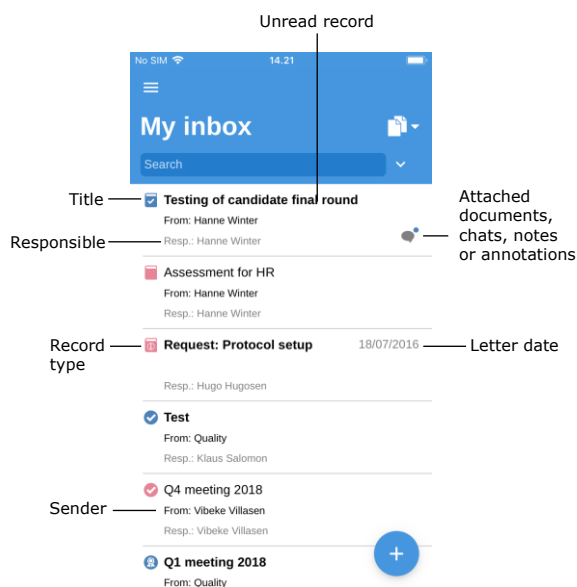 Unread record
No SIM 14.21
My inbox
Search
Title
Testing of candidate final round
From: Hanne Winter
Responsible
Resp.: Hanne Winter
Attached
documents,
chats, notes
or annotations
Assessment for HR
From: Hanne Winter
Resp.: Hanne Winter
Record
type
Request: Protocol setup 18/07/2016
Letter date
Resp.: Hugo Hugosen
Test
From: Quality
Resp.: Klaus Salomon
Q4 meeting 2018
Sender
From: Vibeke Villasen
Resp.: Vibeke Villasen
Q1 meeting 2018
From: Quality